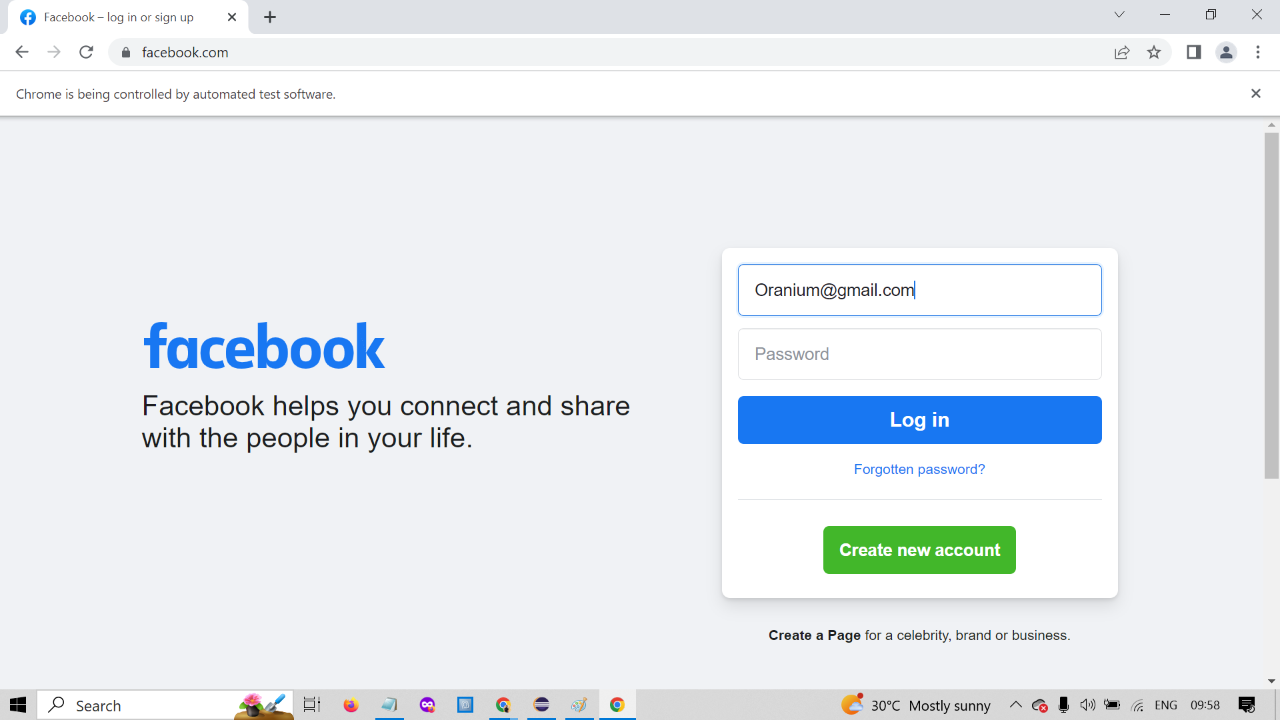 Facebook – log in or sign up
facebook.com
Chrome is being controlled by automated test software.
facebook
Facebook helps you connect and share
with the people in your life.
Oranium@gmail.com
Password
Log in
Forgotten password?
Create new account
Create a Page for a celebrity, brand or business.
Search
30°C Mostly sunny
ENG
09:58